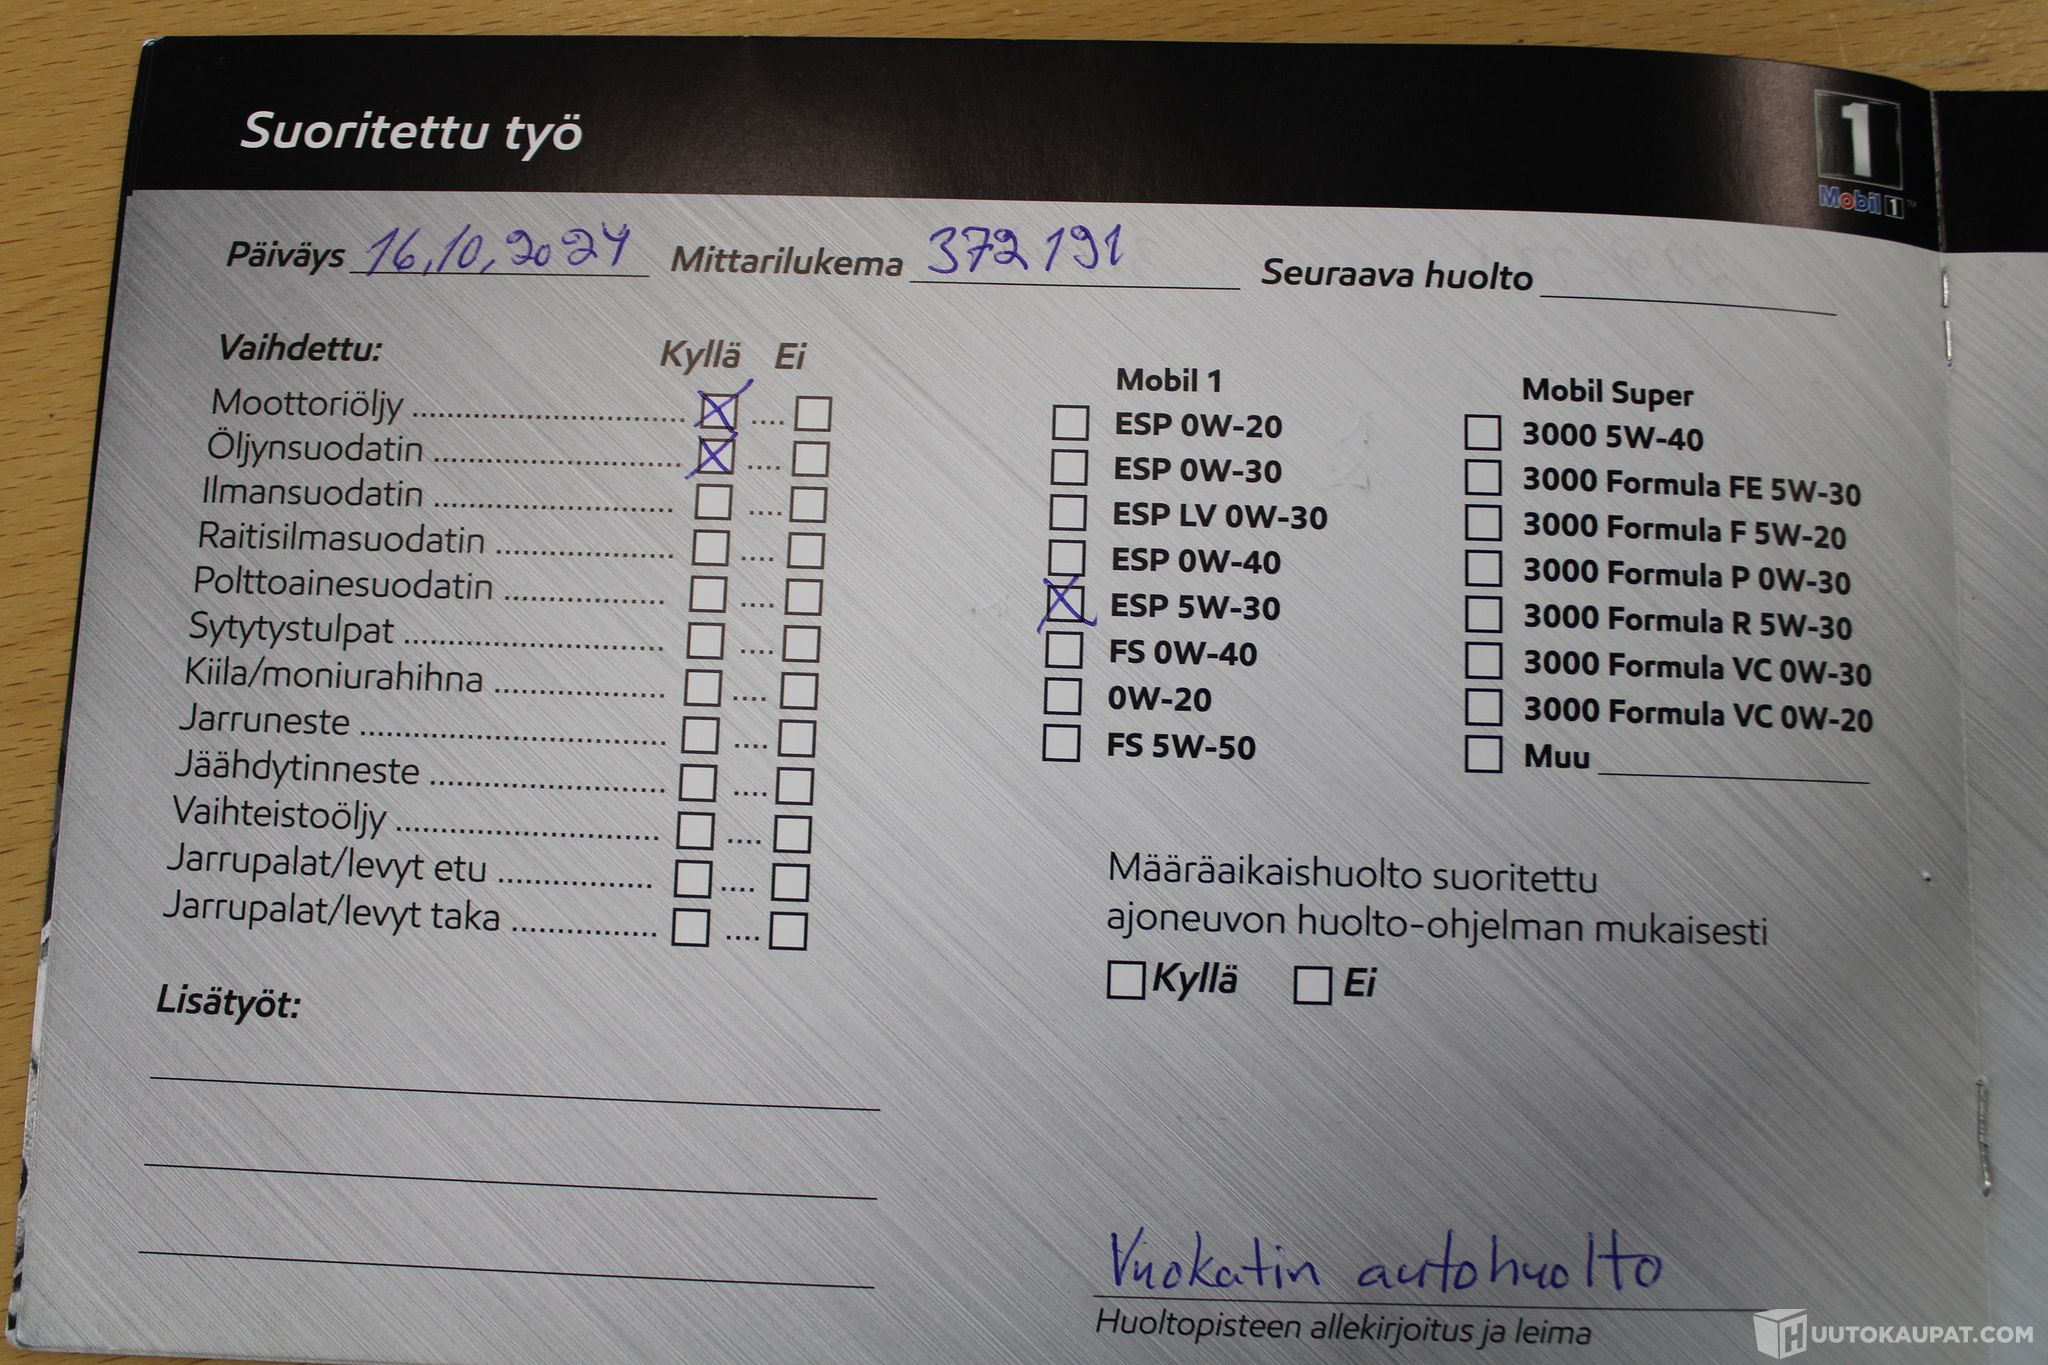 Suoritettu työ
1
Mobil 1™
Päiväys 16,10,2024 Mittarilukema 372 191 Seuraava huolto
Vaihdettu: Kyllä Ei
Moottoriöljy
Öljynsuodatin
Ilmansuodatin
Raitisilmasuodatin
Polttoainesuodatin
Sytytystulpat
Kiila/moniurahihna
Jarruneste
Jäähdytinneste
Vaihteistoöljy
Jarrupalat/levyt etu
Jarrupalat/levyt taka
Lisätyöt:
Mobil 1
ESP 0W-20
ESP 0W-30
ESP LV 0W-30
ESP 0W-40
ESP 5W-30
FS 0W-40
0W-20
FS 5W-50
Mobil Super
3000 5W-40
3000 Formula FE 5W-30
3000 Formula F 5W-20
3000 Formula P 0W-30
3000 Formula R 5W-30
3000 Formula VC 0W-30
3000 Formula VC 0W-20
Muu
Määräaikaishuolto suoritettu
ajoneuvon huolto-ohjelman mukaisesti
Kyllä Ei
Vuokatin autohuolto
Huoltopisteen allekirjoitus ja leima
HUUTOKAUPAT.COM